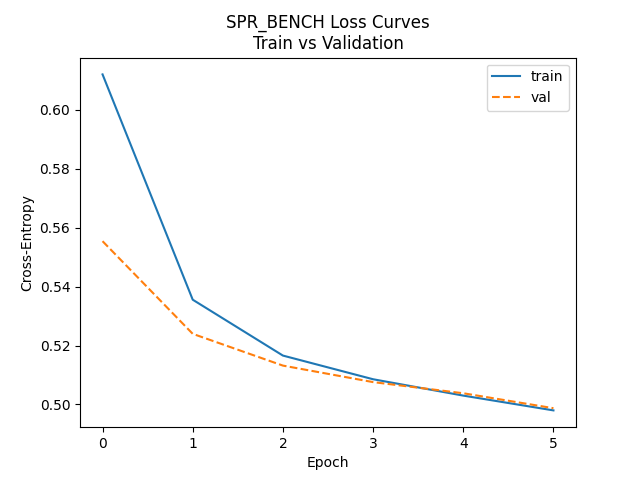 SPR_BENCH Loss Curves
Train vs Validation
train
val
0.60
0.58
0.56
0.54
0.52
0.50
Cross-Entropy
0 1 2 3 4 5
Epoch